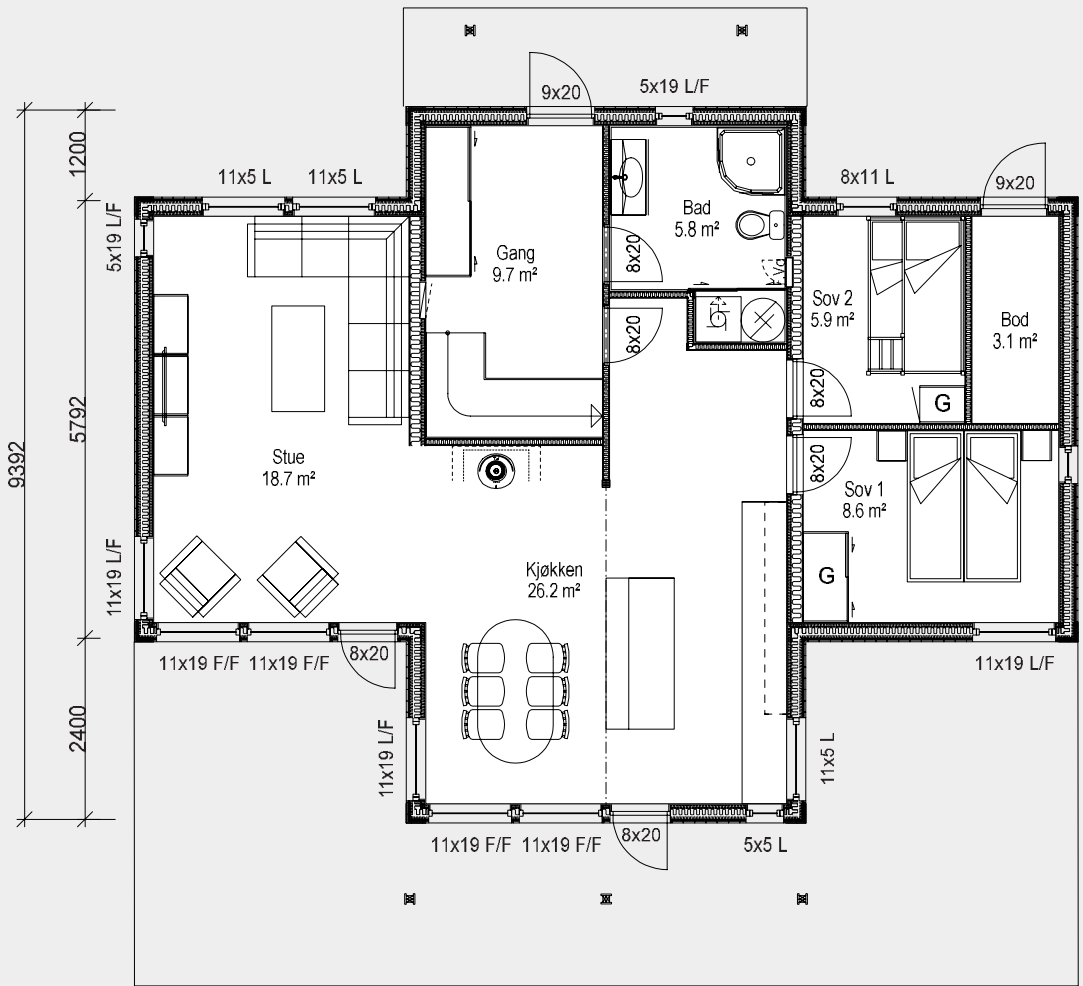 9x20
5x19 L/F
1200
11x5 L
11x5 L
8x11 L
9x20
5x19 L/F
Gang
9.7 m²
Bad
5.8 m²
8x20
Sov 2
5.9 m²
Bod
3.1 m²
8x20
8x20
G
9392
5792
Stue
18.7 m²
8x20
Sov 1
8.6 m²
G
11x19 L/F
Kjøkken
26.2 m²
11x19 F/F
11x19 F/F
8x20
11x19 L/F
2400
11x19 L/F
11x5 L
11x19 F/F
11x19 F/F
8x20
5x5 L